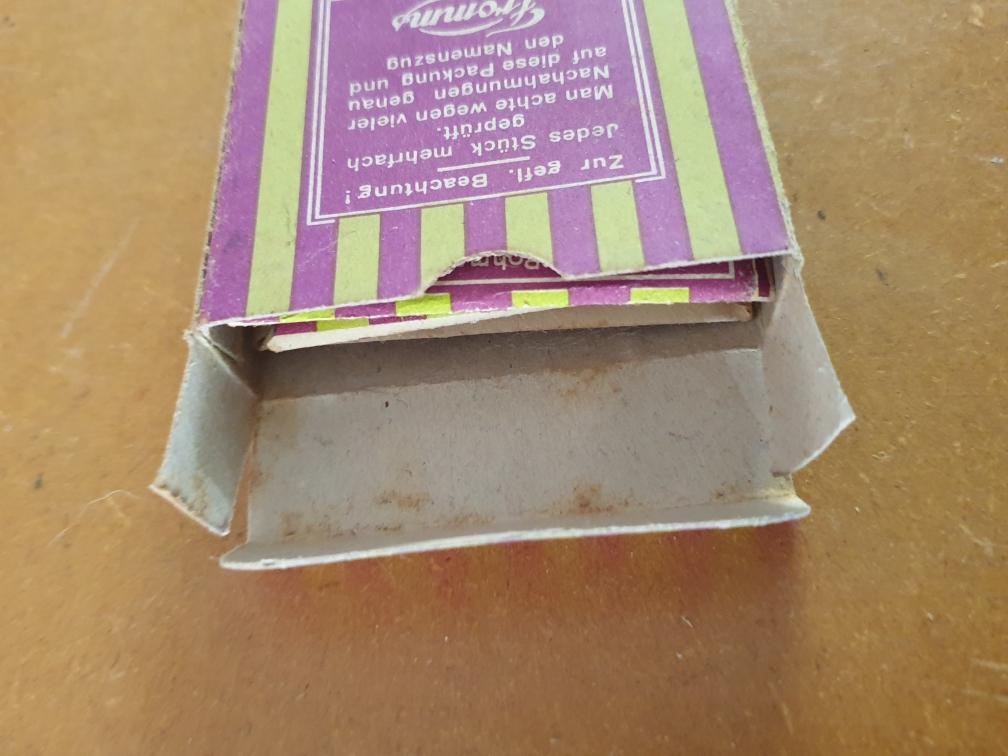 Zur gefl. Beachtung!
Jedes Stück mehrfach
geprüft.
Man achte wegen vieler
Nachahmungen genau
auf diese Packung und
den Namenszug
Fromms